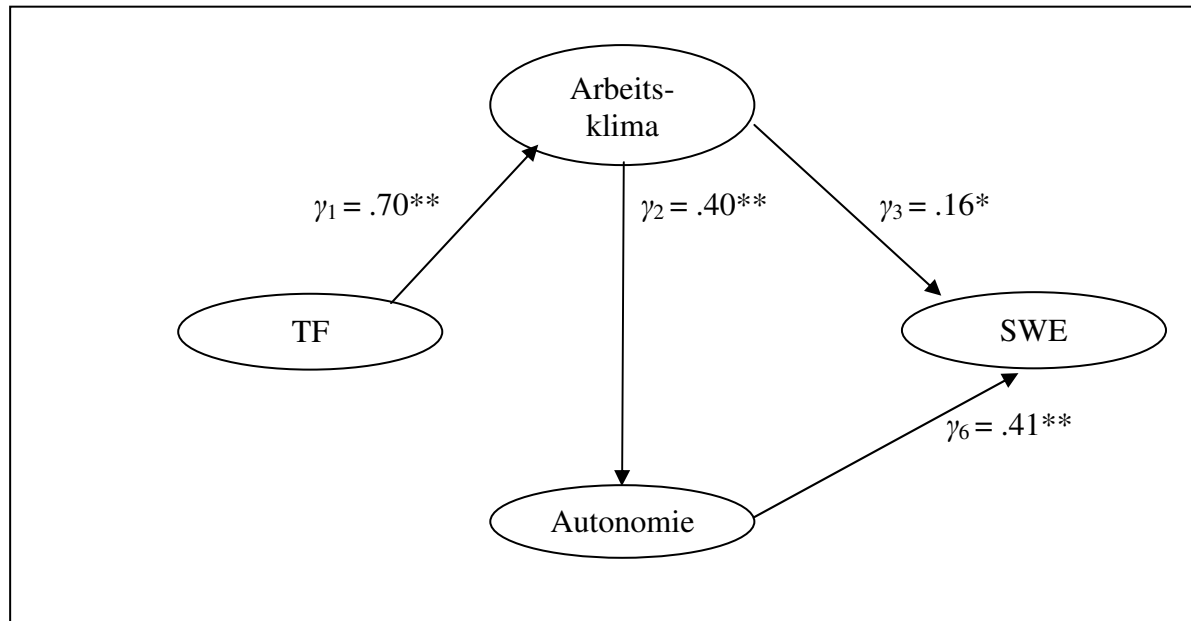 Arbeits-
klima
γ1 = .70**
γ2 = .40**
γ3 = .16*
TF
SWE
γ6 = .41**
Autonomie